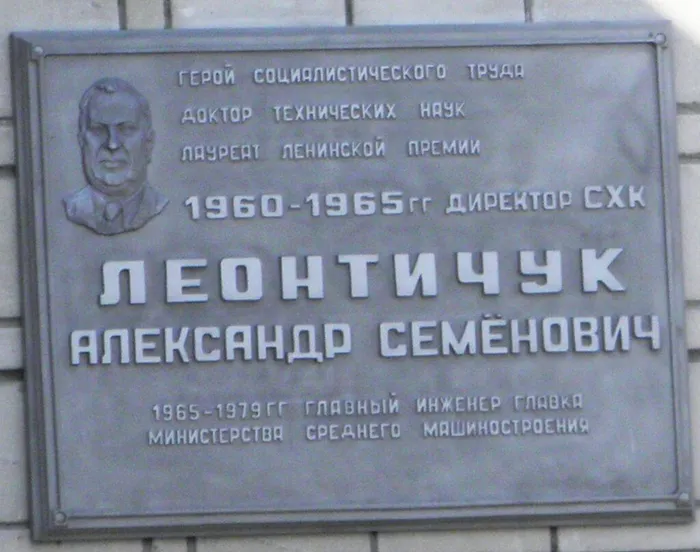 ГЕРОЙ СОЦИАЛИСТИЧЕСКОГО ТРУДА
ДОКТОР ТЕХНИЧЕСКИХ НАУК
ЛАУРЕАТ ЛЕНИНСКОЙ ПРЕМИИ
1960-1965ГГ ДИРЕКТОР СХК
ЛЕОНТИЧУК
АЛЕКСАНДР СЕМЁНОВИЧ
1965-1979ГГ ГЛАВНЫЙ ИНЖЕНЕР ГЛАВКА
МИНИСТЕРСТВА СРЕДНЕГО МАШИНОСТРОЕНИЯ